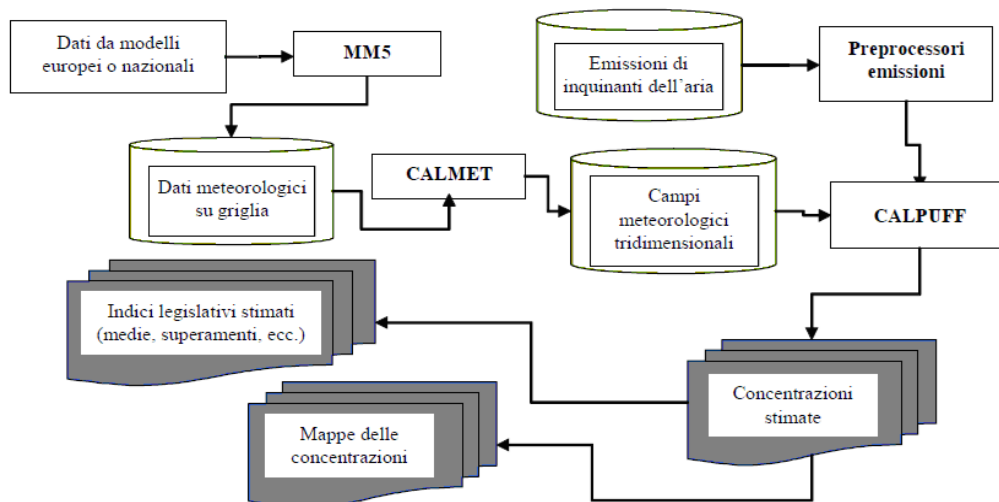 Dati da modelli
europei o nazionali
MM5
Emissioni di
inquinanti dell'aria
Preprocessori
emissioni
Dati meteorologici
su griglia
CALMET
Campi
meteorologici
tridimensionali
CALPUFF
Indici legislativi stimati
(medie, superamenti, ecc.)
Concentrazioni
stimate
Mappe delle
concentrazioni